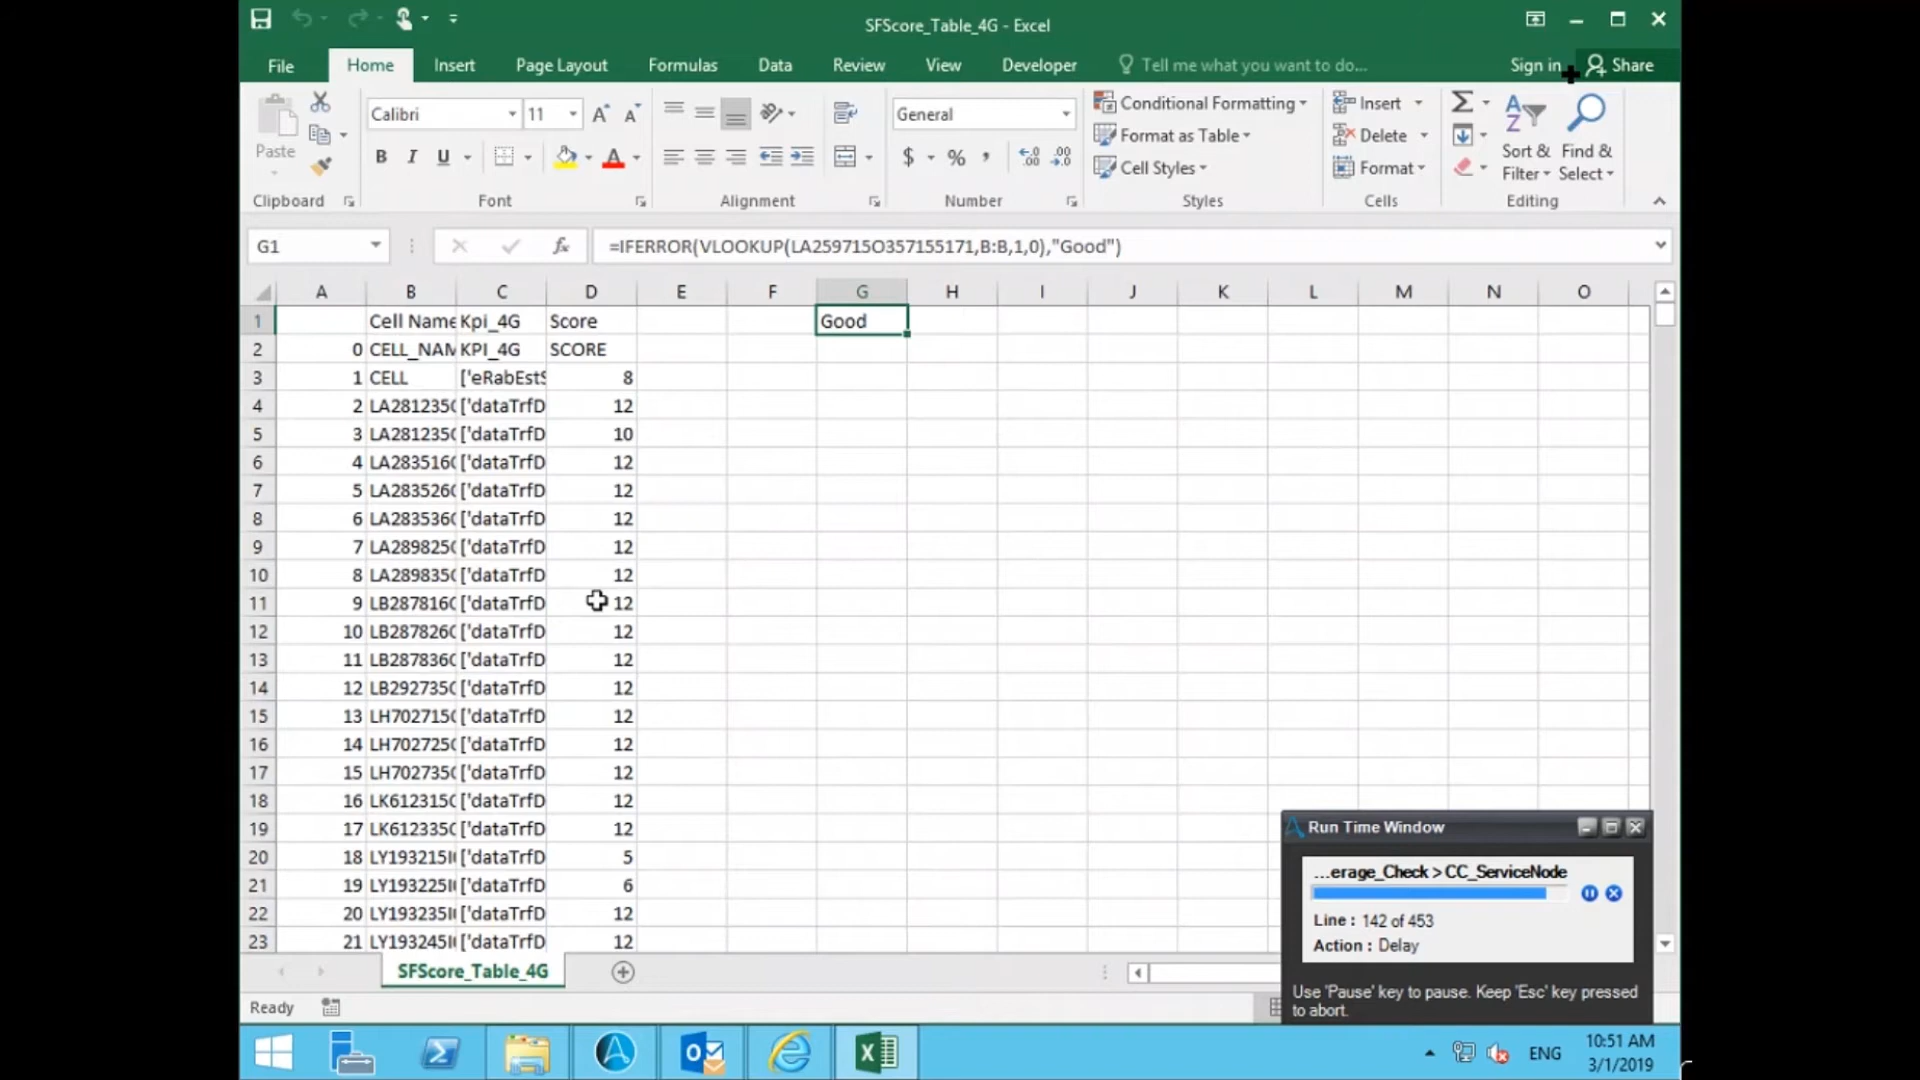 SFScore_Table_4G - Excel
File Home Insert Page Layout Formulas Data Review View Developer Tell me what you want to do... Sign in Share
Paste
Calibri 11
B I U
General
$ %
Conditional Formatting
Format as Table
Cell Styles
Insert
Delete
Format
Sort & Filter
Find & Select
Clipboard Font Alignment Number Styles Cells Editing
G1 fx =IFERROR(VLOOKUP(LA259715O357155171,B:B,1,0),"Good")
A B C D E F G H I J K L M N O
1 Cell Name Kpi_4G Score Good
2 0 CELL_NAM KPI_4G SCORE
3 1 CELL ['eRabEstS 8
4 2 LA281235 ['dataTrfD 12
5 3 LA281235 ['dataTrfD 10
6 4 LA283516 ['dataTrfD 12
7 5 LA283526 ['dataTrfD 12
8 6 LA283536 ['dataTrfD 12
9 7 LA289825 ['dataTrfD 12
10 8 LA289835 ['dataTrfD 12
11 9 LB287816 ['dataTrfD 12
12 10 LB287826 ['dataTrfD 12
13 11 LB287836 ['dataTrfD 12
14 12 LB292735 ['dataTrfD 12
15 13 LH702715 ['dataTrfD 12
16 14 LH702725 ['dataTrfD 12
17 15 LH702735 ['dataTrfD 12
18 16 LK612315 ['dataTrfD 12
19 17 LK612335 ['dataTrfD 12
20 18 LY193215 ['dataTrfD 5
21 19 LY193225 ['dataTrfD 6
22 20 LY193235 ['dataTrfD 12
23 21 LY193245 ['dataTrfD 12
SFScore_Table_4G
Ready
Run Time Window
...erage_Check > CC_ServiceNode
Line : 142 of 453
Action : Delay
Use 'Pause' key to pause. Keep 'Esc' key pressed
to abort.
ENG
10:51 AM
3/1/2019